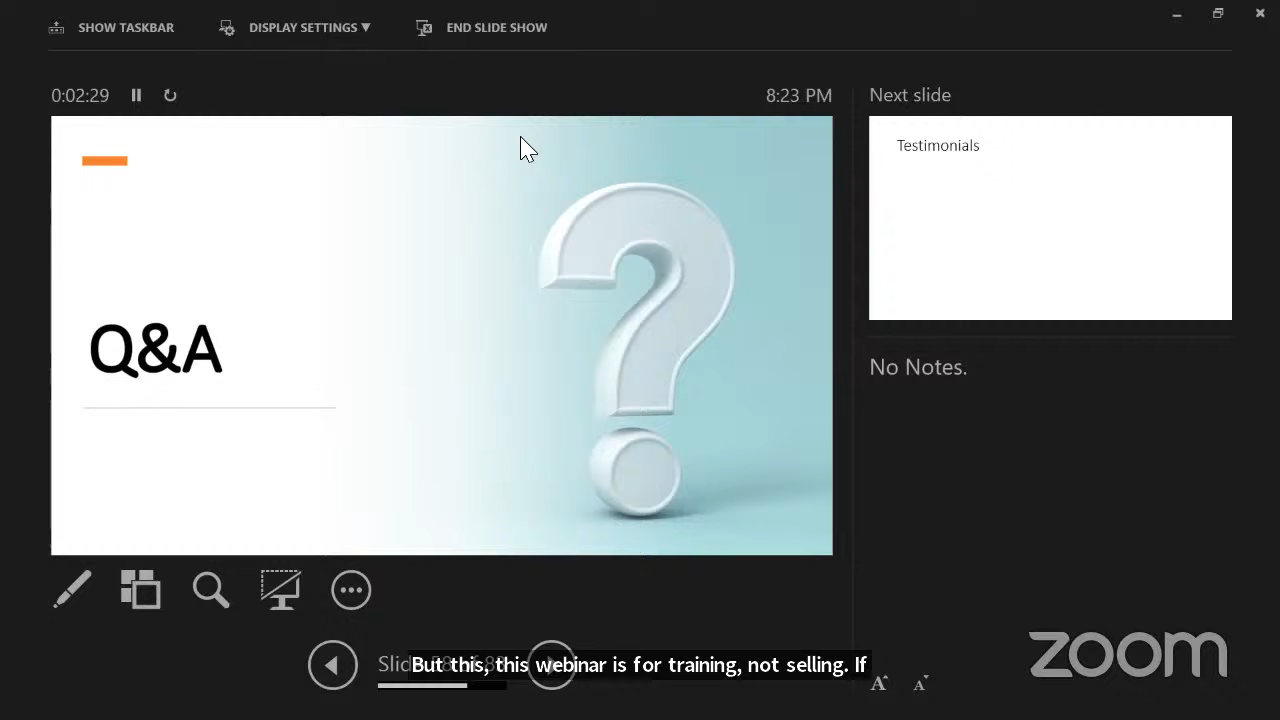 SHOW TASKBAR
DISPLAY SETTINGS ▼
END SLIDE SHOW
0:02:29
8:23 PM
Next slide
Q&A
Testimonials
No Notes.
But this, this webinar is for training, not selling. If
A
A
zoom